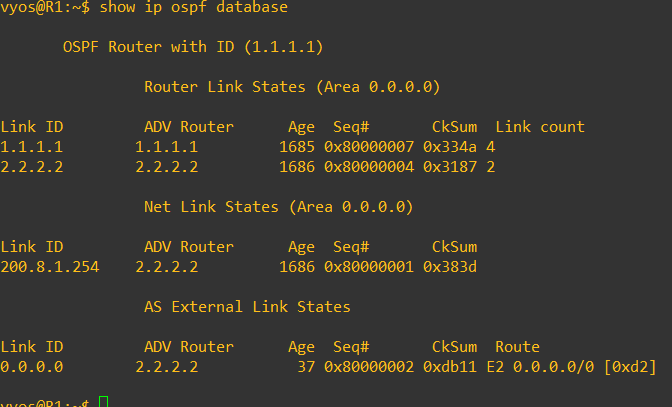 vyos@R1:~$ show ip ospf database
OSPF Router with ID (1.1.1.1)
Router Link States (Area 0.0.0.0)
Link ID ADV Router Age Seq# CkSum Link count
1.1.1.1 1.1.1.1 1685 0x80000007 0x334a 4
2.2.2.2 2.2.2.2 1686 0x80000004 0x3187 2
Net Link States (Area 0.0.0.0)
Link ID ADV Router Age Seq# CkSum
200.8.1.254 2.2.2.2 1686 0x80000001 0x383d
AS External Link States
Link ID ADV Router Age Seq# CkSum Route
0.0.0.0 2.2.2.2 37 0x80000002 0xdb11 E2 0.0.0.0/0 [0xd2]
vyos@R1:~$